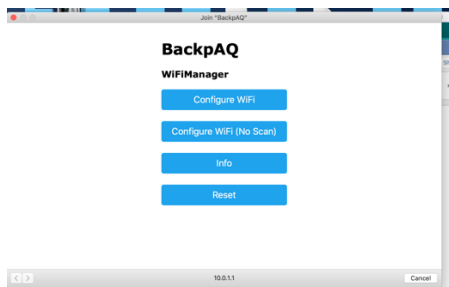 Join "BackpAQ"
BackpAQ
WiFiManager
Configure WiFi
Configure WiFi (No Scan)
Info
Reset
10.0.1.1
Cancel